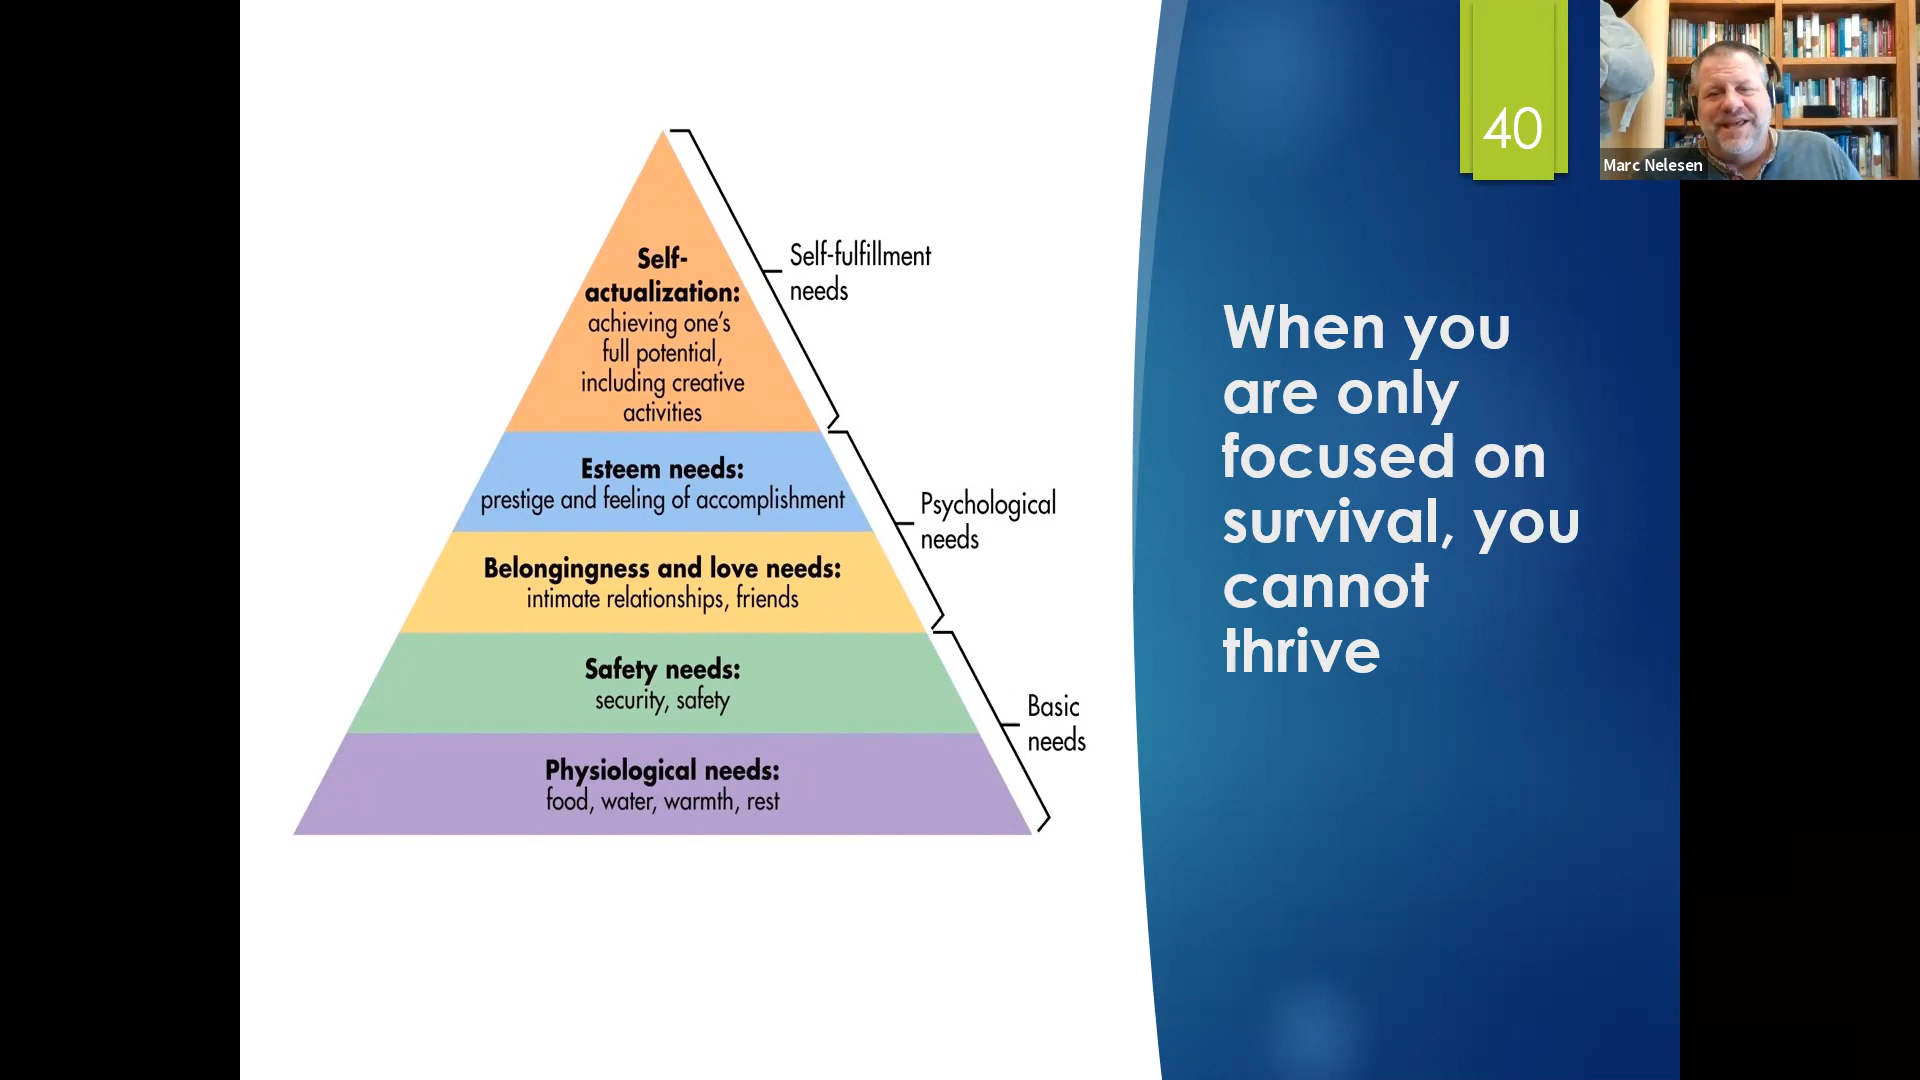 Self-
actualization:
achieving one's
full potential,
including creative
activities
Self-fulfillment
needs
Esteem needs:
prestige and feeling of accomplishment
Psychological
needs
Belongingness and love needs:
intimate relationships, friends
Safety needs:
security, safety
Basic
needs
Physiological needs:
food, water, warmth, rest
40
When you
are only
focused on
survival, you
cannot
thrive
Marc Nelesen